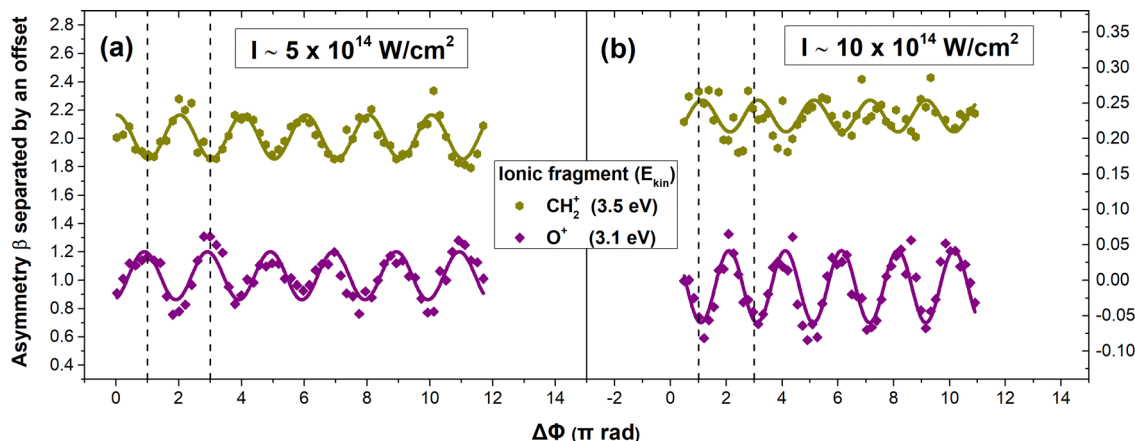 (a)
I ~ 5 x 10¹⁴ W/cm²
(b)
I ~ 10 x 10¹⁴ W/cm²
Asymmetry β separated by an offset
2.8
2.6
2.4
2.2
2.0
1.8
1.6
1.4
1.2
1.0
0.8
0.6
0.4
0.35
0.30
0.25
0.20
0.15
0.10
0.05
0.00
-0.05
-0.10
Ionic fragment (E_kin)
CH₂⁺ (3.5 eV)
O⁺ (3.1 eV)
0 2 4 6 8 10 12 14
-2 0 2 4 6 8 10 12 14
ΔΦ (π rad)